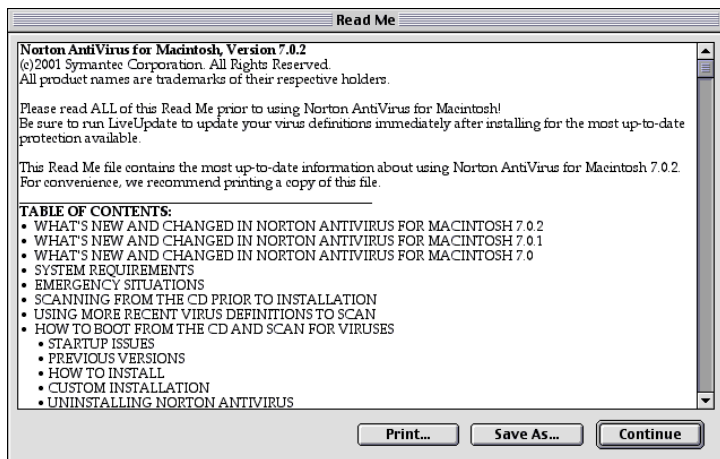 Read Me
Norton AntiVirus for Macintosh, Version 7.0.2
(c)2001 Symantec Corporation. All Rights Reserved.
All product names are trademarks of their respective holders.
Please read ALL of this Read Me prior to using Norton AntiVirus for Macintosh!
Be sure to run LiveUpdate to update your virus definitions immediately after installing for the most up-to-date
protection available.
This Read Me file contains the most up-to-date information about using Norton AntiVirus for Macintosh 7.0.2.
For convenience, we recommend printing a copy of this file.
TABLE OF CONTENTS:
• WHAT'S NEW AND CHANGED IN NORTON ANTIVIRUS FOR MACINTOSH 7.0.2
• WHAT'S NEW AND CHANGED IN NORTON ANTIVIRUS FOR MACINTOSH 7.0.1
• WHAT'S NEW AND CHANGED IN NORTON ANTIVIRUS FOR MACINTOSH 7.0
• SYSTEM REQUIREMENTS
• EMERGENCY SITUATIONS
• SCANNING FROM THE CD PRIOR TO INSTALLATION
• USING MORE RECENT VIRUS DEFINITIONS TO SCAN
• HOW TO BOOT FROM THE CD AND SCAN FOR VIRUSES
• STARTUP ISSUES
• PREVIOUS VERSIONS
• HOW TO INSTALL
• CUSTOM INSTALLATION
• UNINSTALLING NORTON ANTIVIRUS
Print... Save As... Continue